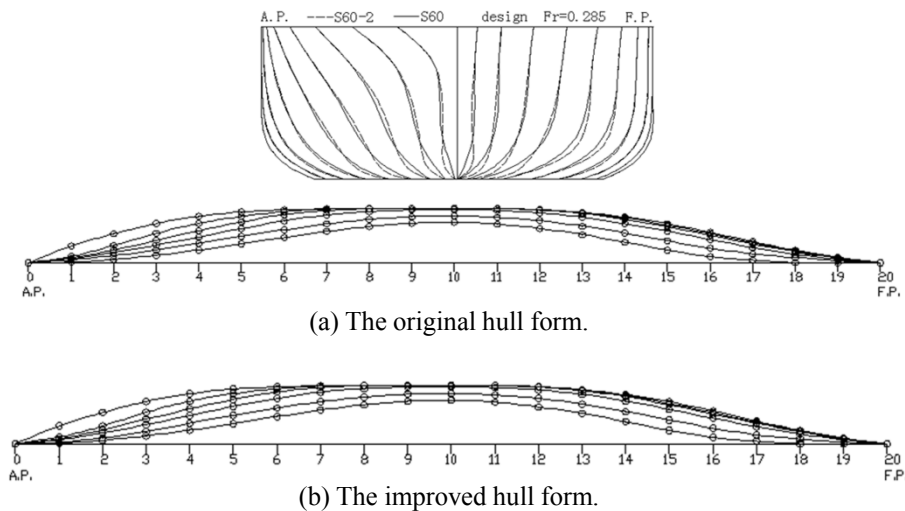 A.P. ----S60-2 ——S60 design Fr=0.285 F.P.
0 1 2 3 4 5 6 7 8 9 10 11 12 13 14 15 16 17 18 19 20
A.P. F.P.
(a) The original hull form.
0 1 2 3 4 5 6 7 8 9 10 11 12 13 14 15 16 17 18 19 20
A.P. F.P
(b) The improved hull form.